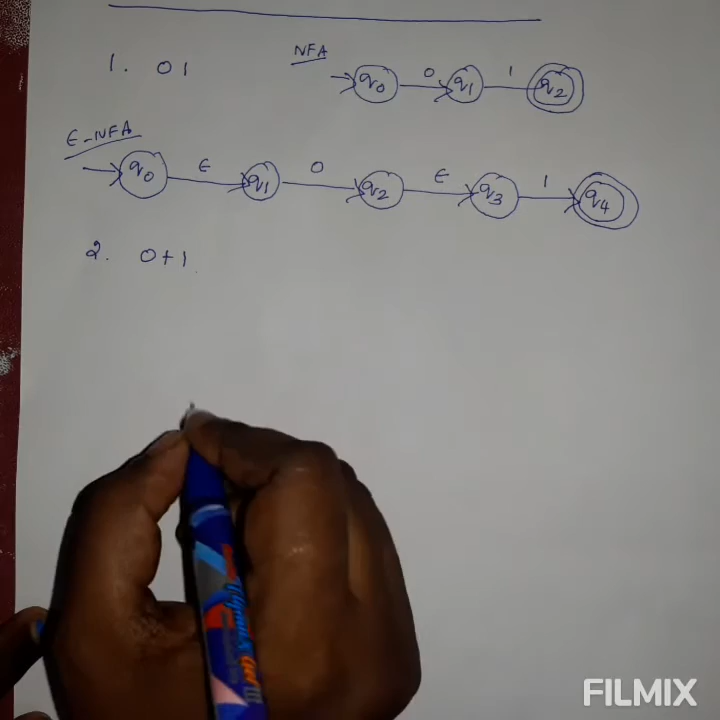 1. 01 NFA
q0 0 q1 1 q2
ε-NFA
q0 ε q1 0 q2 ε q3 1 q4
2. 0+1
FILMIX